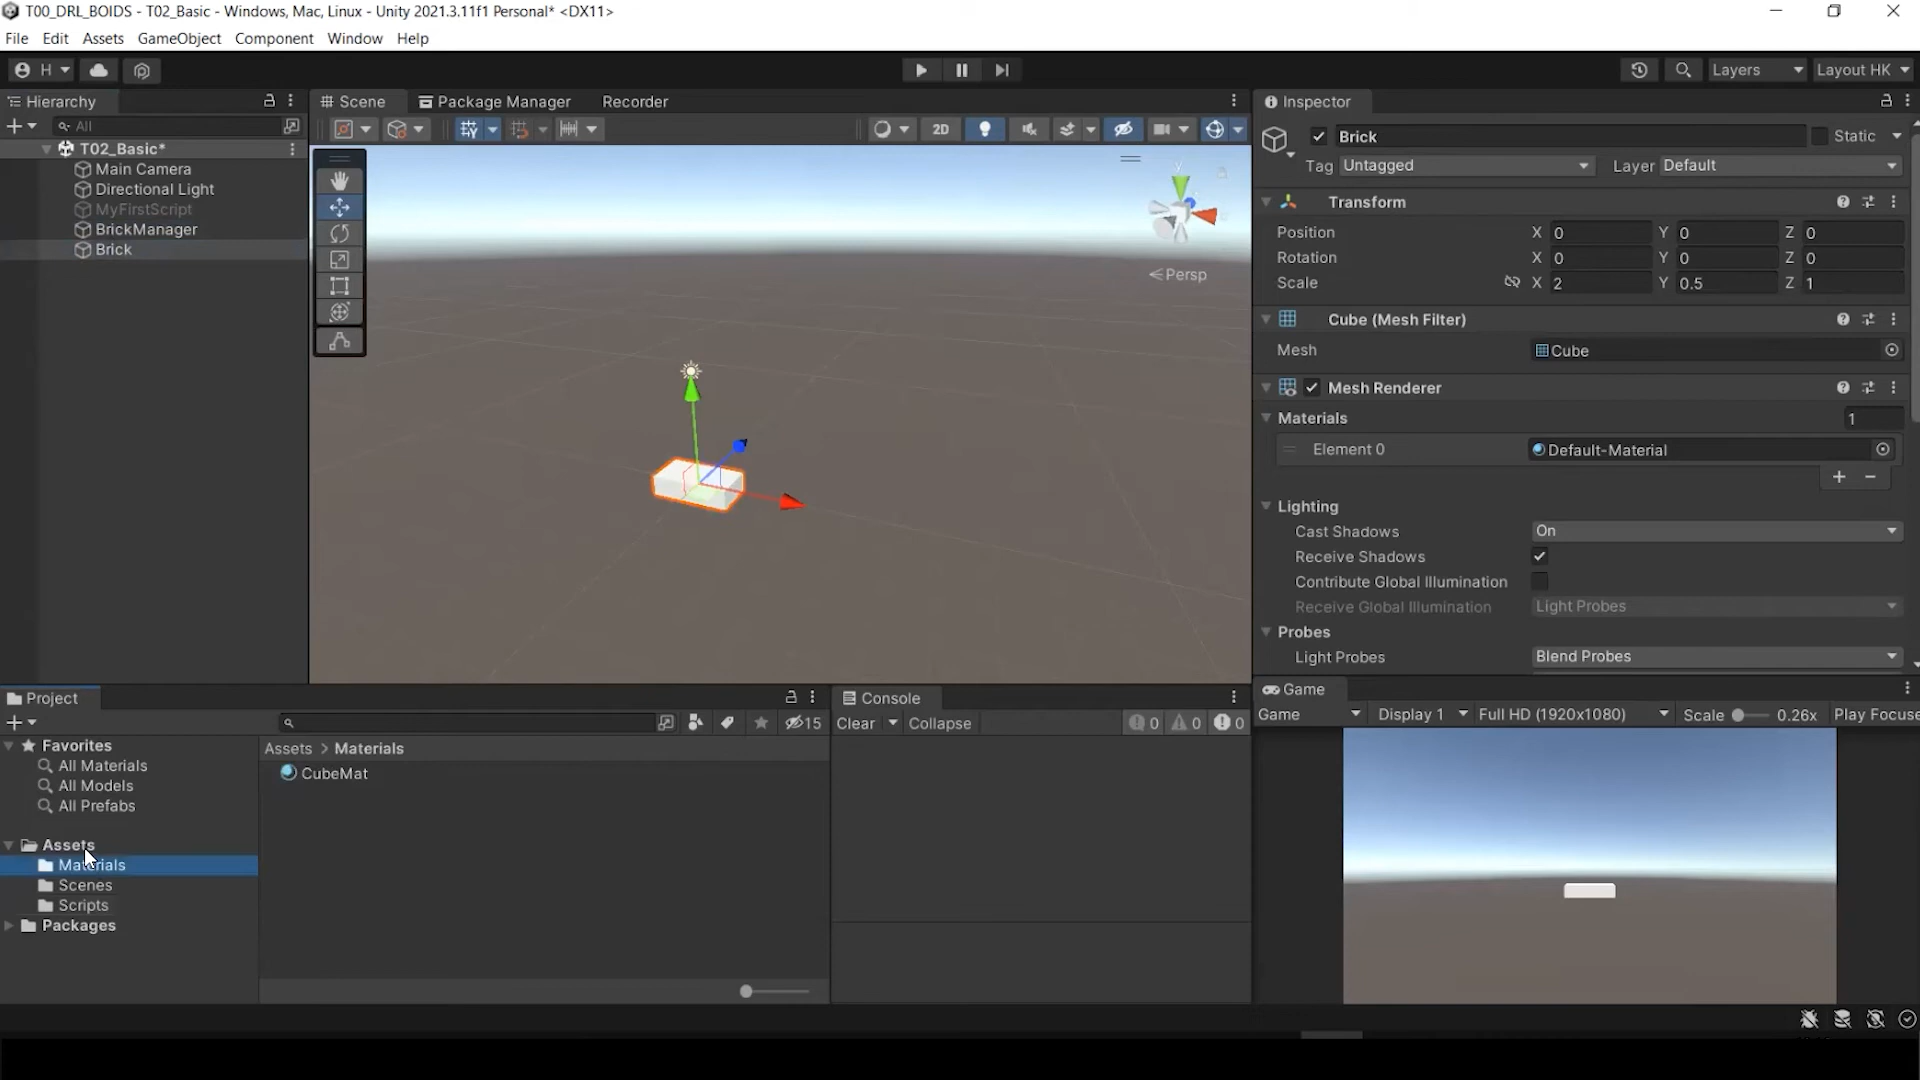 T00_DRL_BOIDS - T02_Basic - Windows, Mac, Linux - Unity 2021.3.11f1 Personal* <DX11>
File Edit Assets GameObject Component Window Help
H Layers Layout HK
Hierarchy
All
T02_Basic*
Main Camera
Directional Light
MyFirstScript
BrickManager
Brick
Scene Package Manager Recorder
2D
y
Persp
Inspector
Brick Static
Tag Untagged Layer Default
Transform
Position X 0 Y 0 Z 0
Rotation X 0 Y 0 Z 0
Scale X 2 Y 0.5 Z 1
Cube (Mesh Filter)
Mesh Cube
Mesh Renderer
Materials 1
Element 0 Default-Material
Lighting
Cast Shadows On
Receive Shadows
Contribute Global Illumination
Receive Global Illumination Light Probes
Probes
Light Probes Blend Probes
Project
15
Favorites
All Materials
All Models
All Prefabs
Assets
Materials
Scenes
Scripts
Packages
Assets > Materials
CubeMat
Console
Clear Collapse 0 0 0
Game
Game Display 1 Full HD (1920x1080) Scale 0.26x Play Focuse